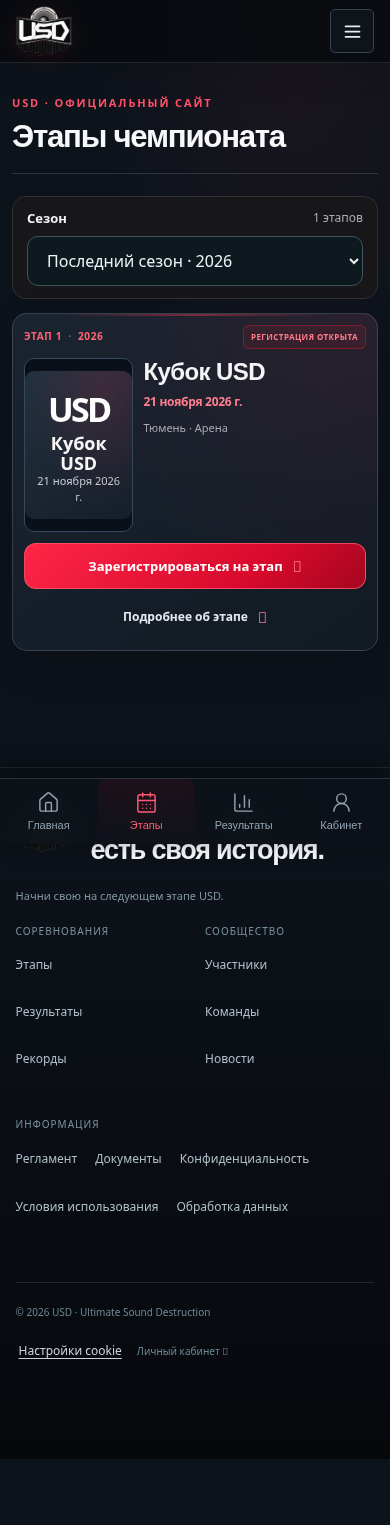 USD
USD · ОФИЦИАЛЬНЫЙ САЙТ
Этапы чемпионата
Сезон
1 этапов
Последний сезон · 2026
ЭТАП 1 · 2026
РЕГИСТРАЦИЯ ОТКРЫТА
USD
Кубок
USD
21 ноября 2026
г.
Кубок USD
21 ноября 2026 г.
Тюмень · Арена
Зарегистрироваться на этап
Подробнее об этапе
Главная
Этапы
Результаты
Кабинет
есть своя история.
Начни свою на следующем этапе USD.
СОРЕВНОВАНИЯ
СООБЩЕСТВО
Этапы
Участники
Результаты
Команды
Рекорды
Новости
ИНФОРМАЦИЯ
Регламент Документы Конфиденциальность
Условия использования Обработка данных
© 2026 USD · Ultimate Sound Destruction
Настройки cookie Личный кабинет